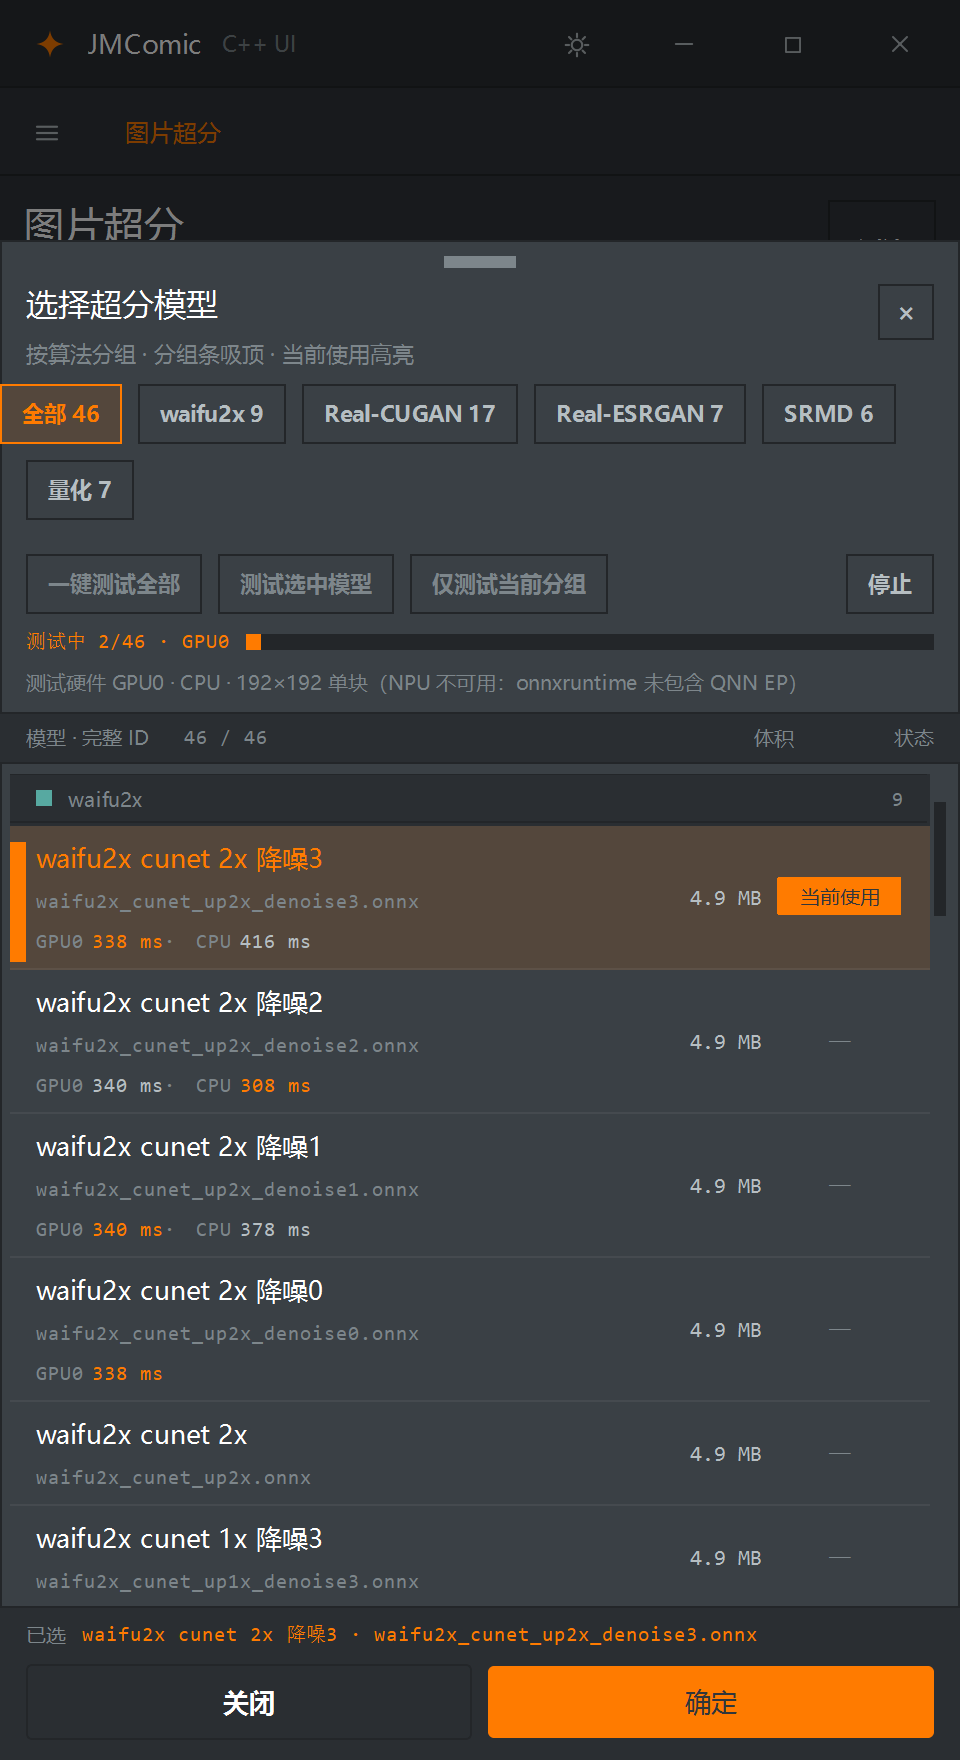 JMComic C++ UI
图片超分
图片超分
选择超分模型
×
按算法分组 · 分组条吸顶 · 当前使用高亮
全部 46 waifu2x 9 Real-CUGAN 17 Real-ESRGAN 7 SRMD 6
量化 7
一键测试全部 测试选中模型 仅测试当前分组 停止
测试中 2/46 · GPU0
测试硬件 GPU0 · CPU · 192×192 单块（NPU 不可用：onnxruntime 未包含 QNN EP）
模型 · 完整 ID 46 / 46 体积 状态
waifu2x 9
waifu2x cunet 2x 降噪3
waifu2x_cunet_up2x_denoise3.onnx 4.9 MB 当前使用
GPU0 338 ms· CPU 416 ms
waifu2x cunet 2x 降噪2
waifu2x_cunet_up2x_denoise2.onnx 4.9 MB —
GPU0 340 ms· CPU 308 ms
waifu2x cunet 2x 降噪1
waifu2x_cunet_up2x_denoise1.onnx 4.9 MB —
GPU0 340 ms· CPU 378 ms
waifu2x cunet 2x 降噪0
waifu2x_cunet_up2x_denoise0.onnx 4.9 MB —
GPU0 338 ms
waifu2x cunet 2x 4.9 MB —
waifu2x_cunet_up2x.onnx
waifu2x cunet 1x 降噪3 4.9 MB —
waifu2x_cunet_up1x_denoise3.onnx
已选 waifu2x cunet 2x 降噪3 · waifu2x_cunet_up2x_denoise3.onnx
关闭 确定